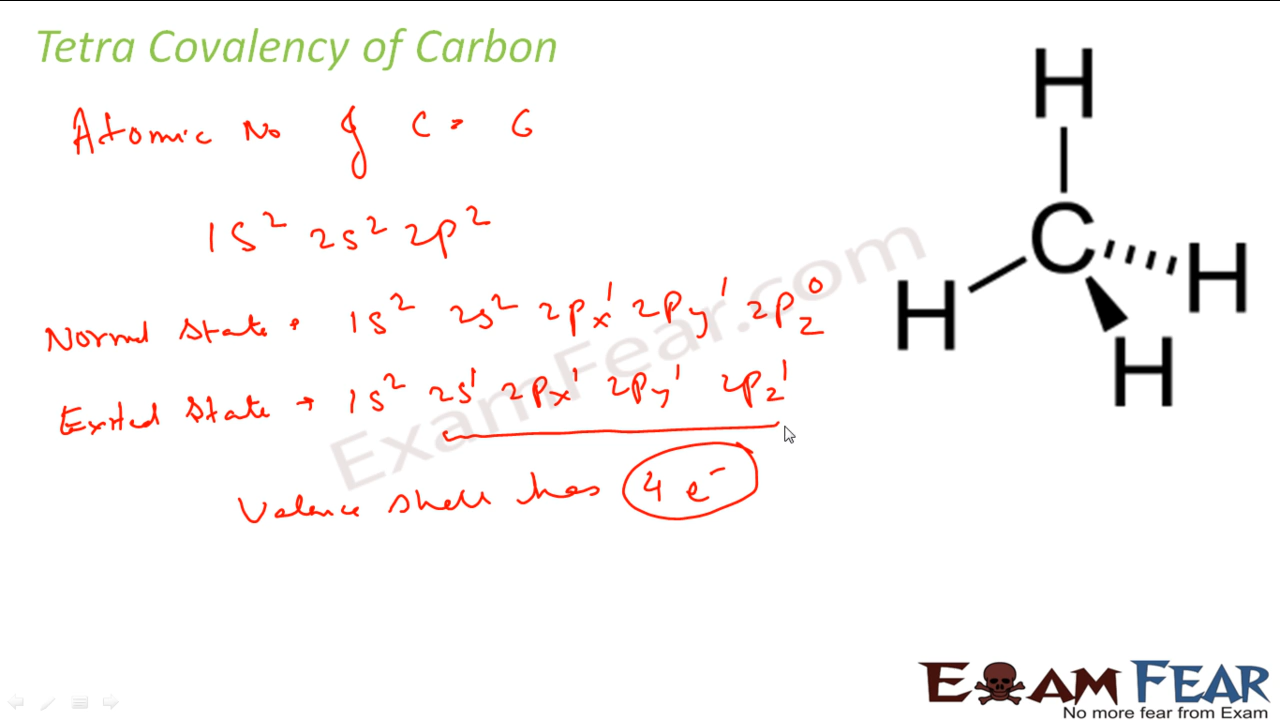 Tetra Covalency of Carbon
Atomic No of C = 6
1s² 2s² 2p²
Normal State → 1s² 2s² 2px¹ 2py¹ 2pz⁰
Exited State → 1s² 2s¹ 2px¹ 2py¹ 2pz¹
Valence shell has 4 e⁻
H
C
H
H
H
ExamFear.com
EXAM FEAR
No more fear from Exam